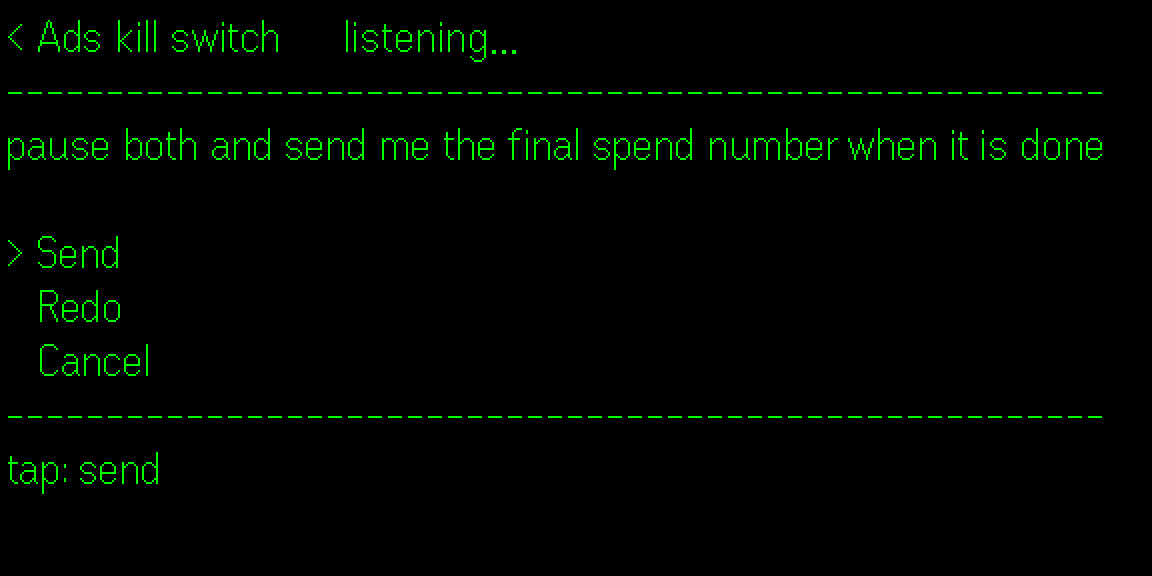 < Ads kill switch listening...
------------------------------------------------------
pause both and send me the final spend number when it is done
> Send
Redo
Cancel
------------------------------------------------------
tap: send